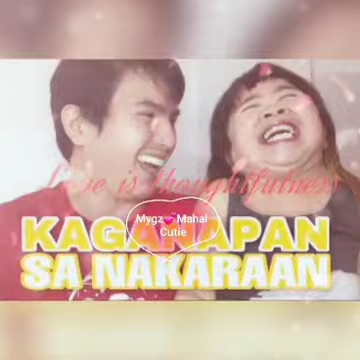 Love is thoughtfulness
Mygz Mahal
Cutie
KAGANAPAN
SA NAKARAAN